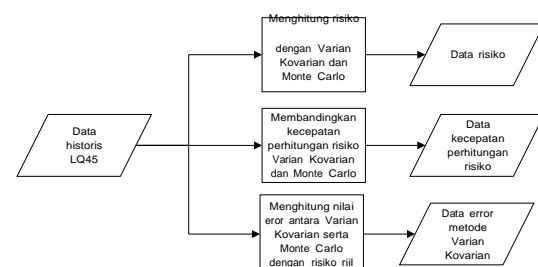 Menghitung risiko
dengan Varian
Kovarian dan
Monte Carlo
Data risiko
Data
historis
LQ45
Membandingkan
kecepatan
perhitungan risiko
Varian Kovarian
dan Monte Carlo
Data
kecepatan
perhitungan
risiko
Menghitung nilai
eror antara Varian
Kovarian serta
Monte Carlo
dengan risiko riil
Data error
metode
Varian
Kovarian